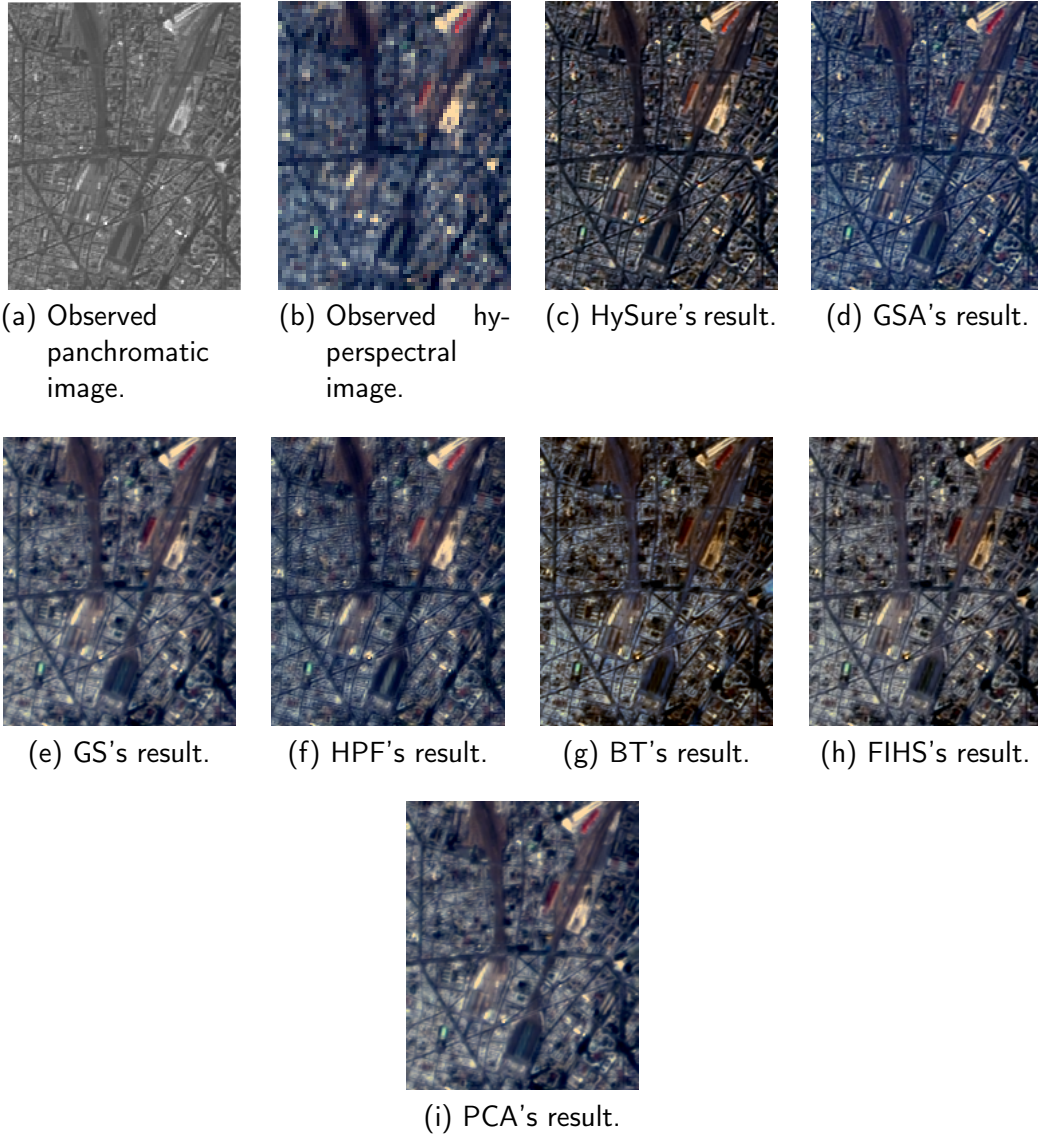 (a) Observed
panchromatic
image.
(b) Observed hy-
perspectral
image.
(c) HySure's result.
(d) GSA's result.
(e) GS's result.
(f) HPF's result.
(g) BT's result.
(h) FIHS's result.
(i) PCA's result.